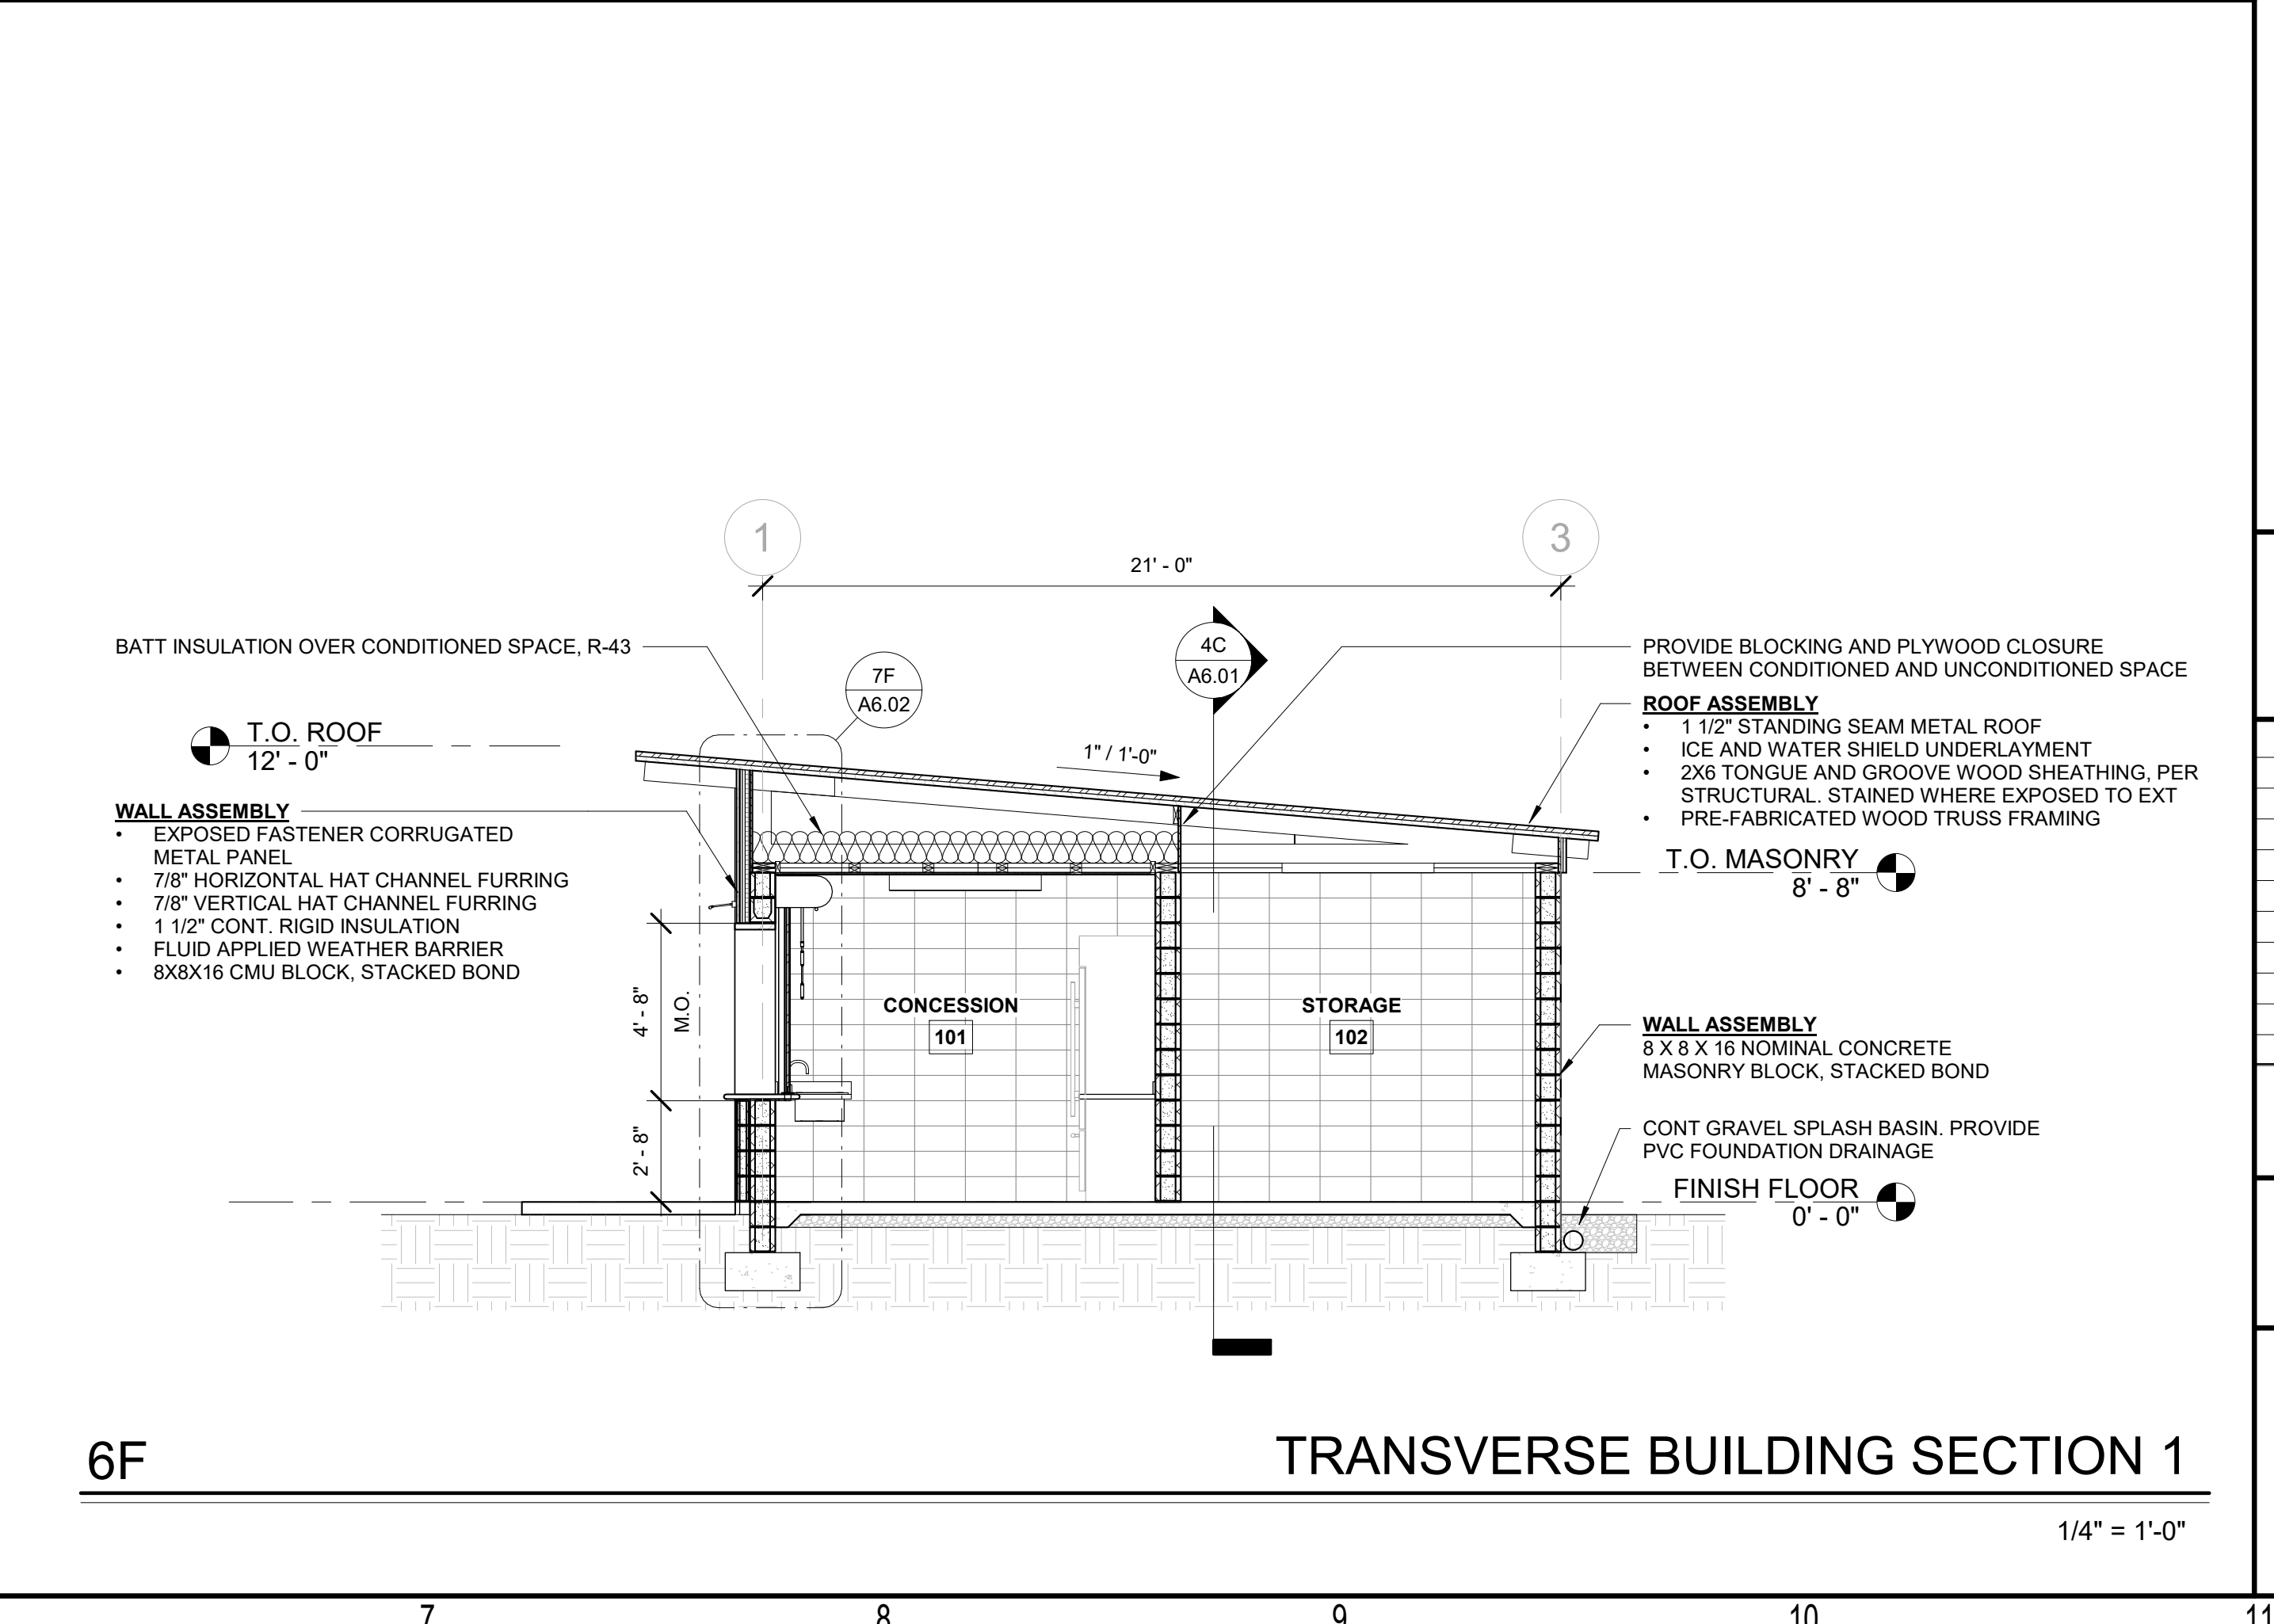 1
3
21' - 0"
BATT INSULATION OVER CONDITIONED SPACE, R-43
7F
A6.02
4C
A6.01
PROVIDE BLOCKING AND PLYWOOD CLOSURE
BETWEEN CONDITIONED AND UNCONDITIONED SPACE
T.O. ROOF
12' - 0"
1" / 1'-0"
ROOF ASSEMBLY
• 1 1/2" STANDING SEAM METAL ROOF
• ICE AND WATER SHIELD UNDERLAYMENT
• 2X6 TONGUE AND GROOVE WOOD SHEATHING, PER
STRUCTURAL. STAINED WHERE EXPOSED TO EXT
• PRE-FABRICATED WOOD TRUSS FRAMING
WALL ASSEMBLY
• EXPOSED FASTENER CORRUGATED
METAL PANEL
• 7/8" HORIZONTAL HAT CHANNEL FURRING
• 7/8" VERTICAL HAT CHANNEL FURRING
• 1 1/2" CONT. RIGID INSULATION
• FLUID APPLIED WEATHER BARRIER
• 8X8X16 CMU BLOCK, STACKED BOND
T.O. MASONRY
8' - 8"
4' - 8"
M.O.
2' - 8"
CONCESSION
101
STORAGE
102
WALL ASSEMBLY
8 X 8 X 16 NOMINAL CONCRETE
MASONRY BLOCK, STACKED BOND
CONT GRAVEL SPLASH BASIN. PROVIDE
PVC FOUNDATION DRAINAGE
FINISH FLOOR
0' - 0"
6F
TRANSVERSE BUILDING SECTION 1
1/4" = 1'-0"
7
8
9
10
11